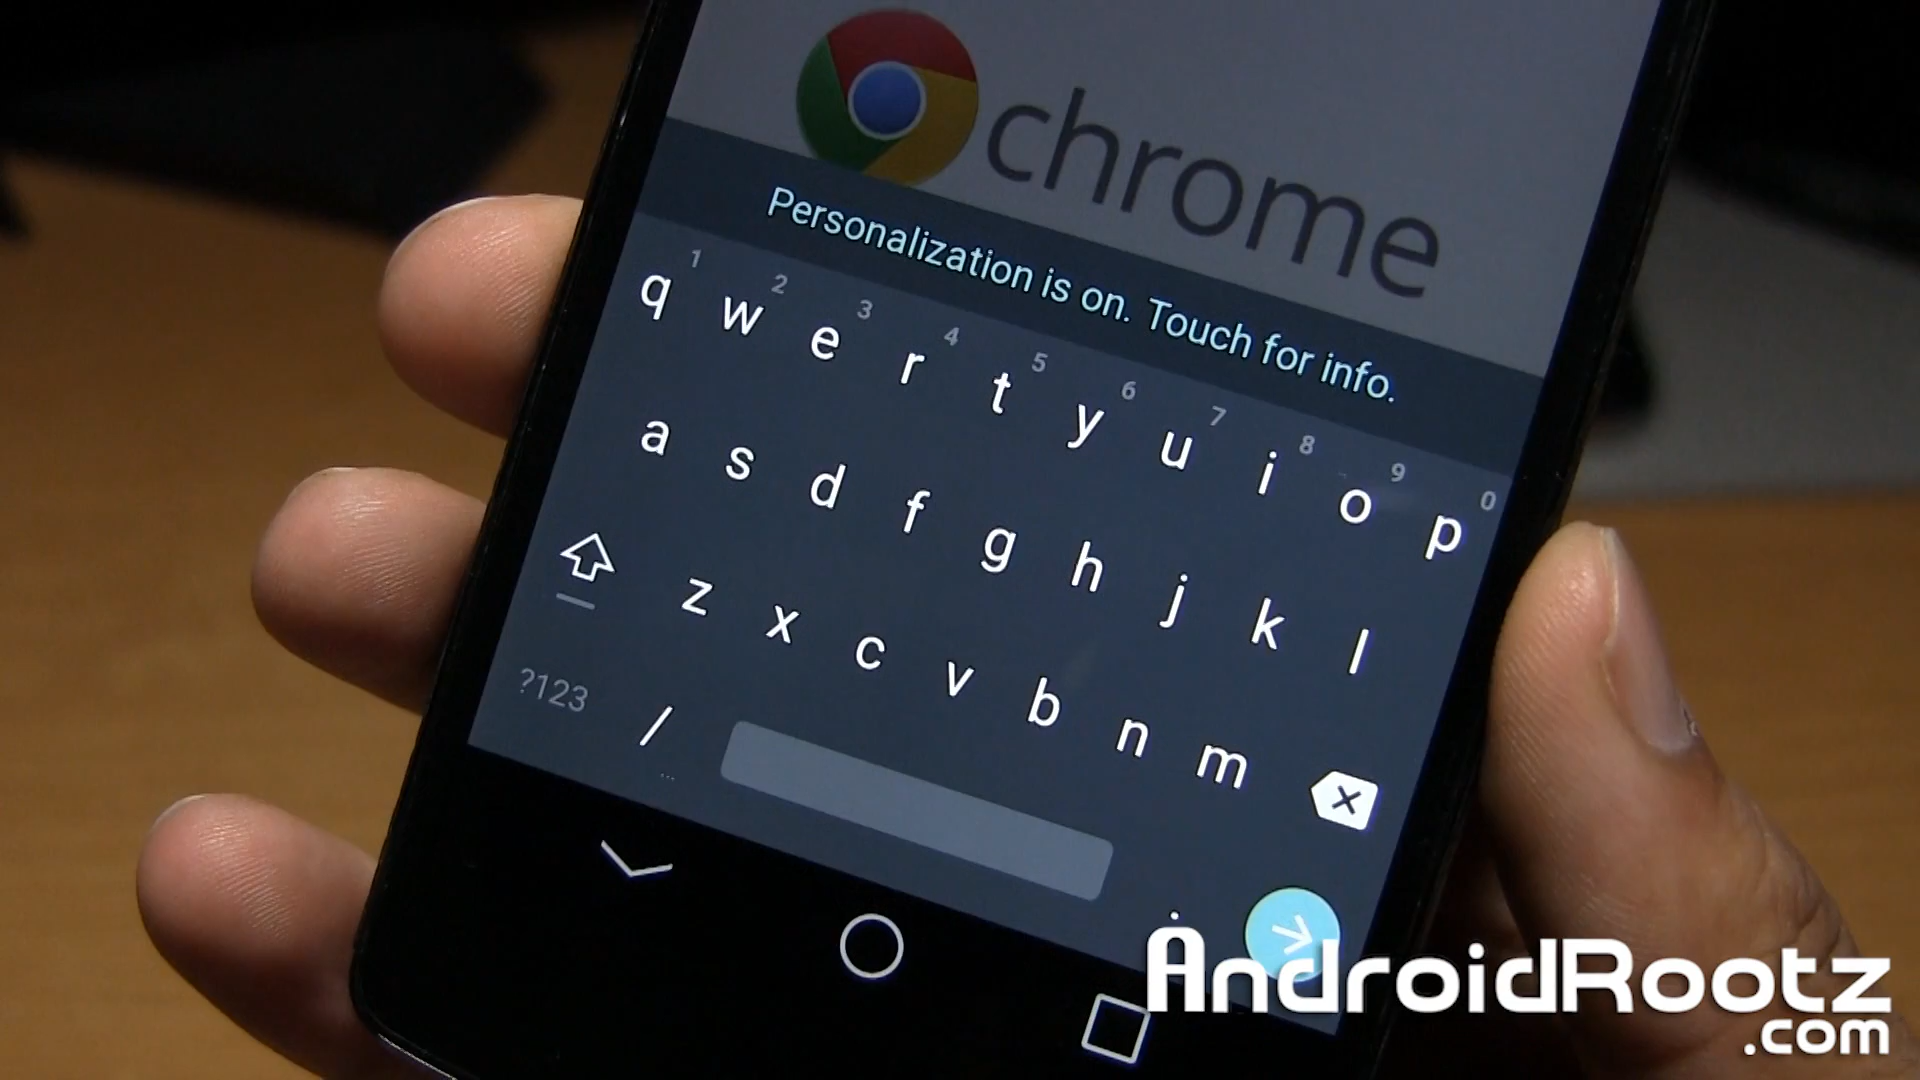 chrome
Personalization is on. Touch for info.
q 1 w 2 e 3 r 4 t 5 y 6 u 7 i 8 o 9 p 0
a s d f g h j k l
z x c v b n m
?123 / ... .
AndroidRootz
.com